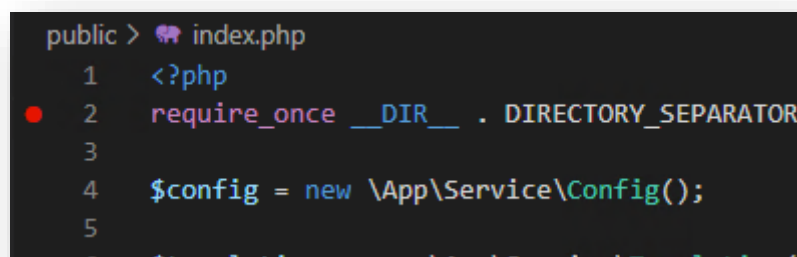 public > index.php
1 <?php
2 require_once __DIR__ . DIRECTORY_SEPARATOR
3
4 $config = new \App\Service\Config();
5